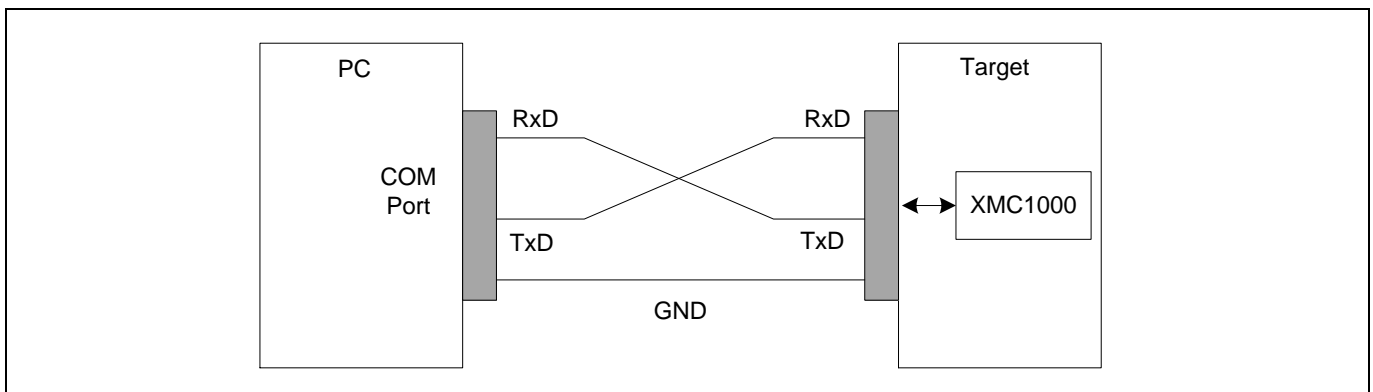 PC
Target
RxD
RxD
COM
Port
XMC1000
TxD
TxD
GND